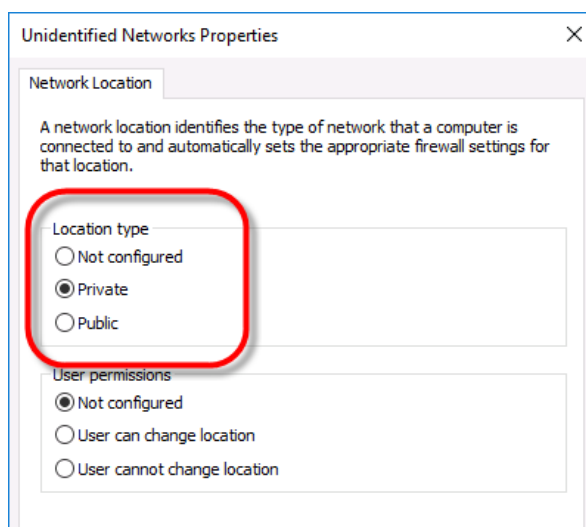 Unidentified Networks Properties
Network Location
A network location identifies the type of network that a computer is
connected to and automatically sets the appropriate firewall settings for
that location.
Location type
Not configured
Private
Public
User permissions
Not configured
User can change location
User cannot change location